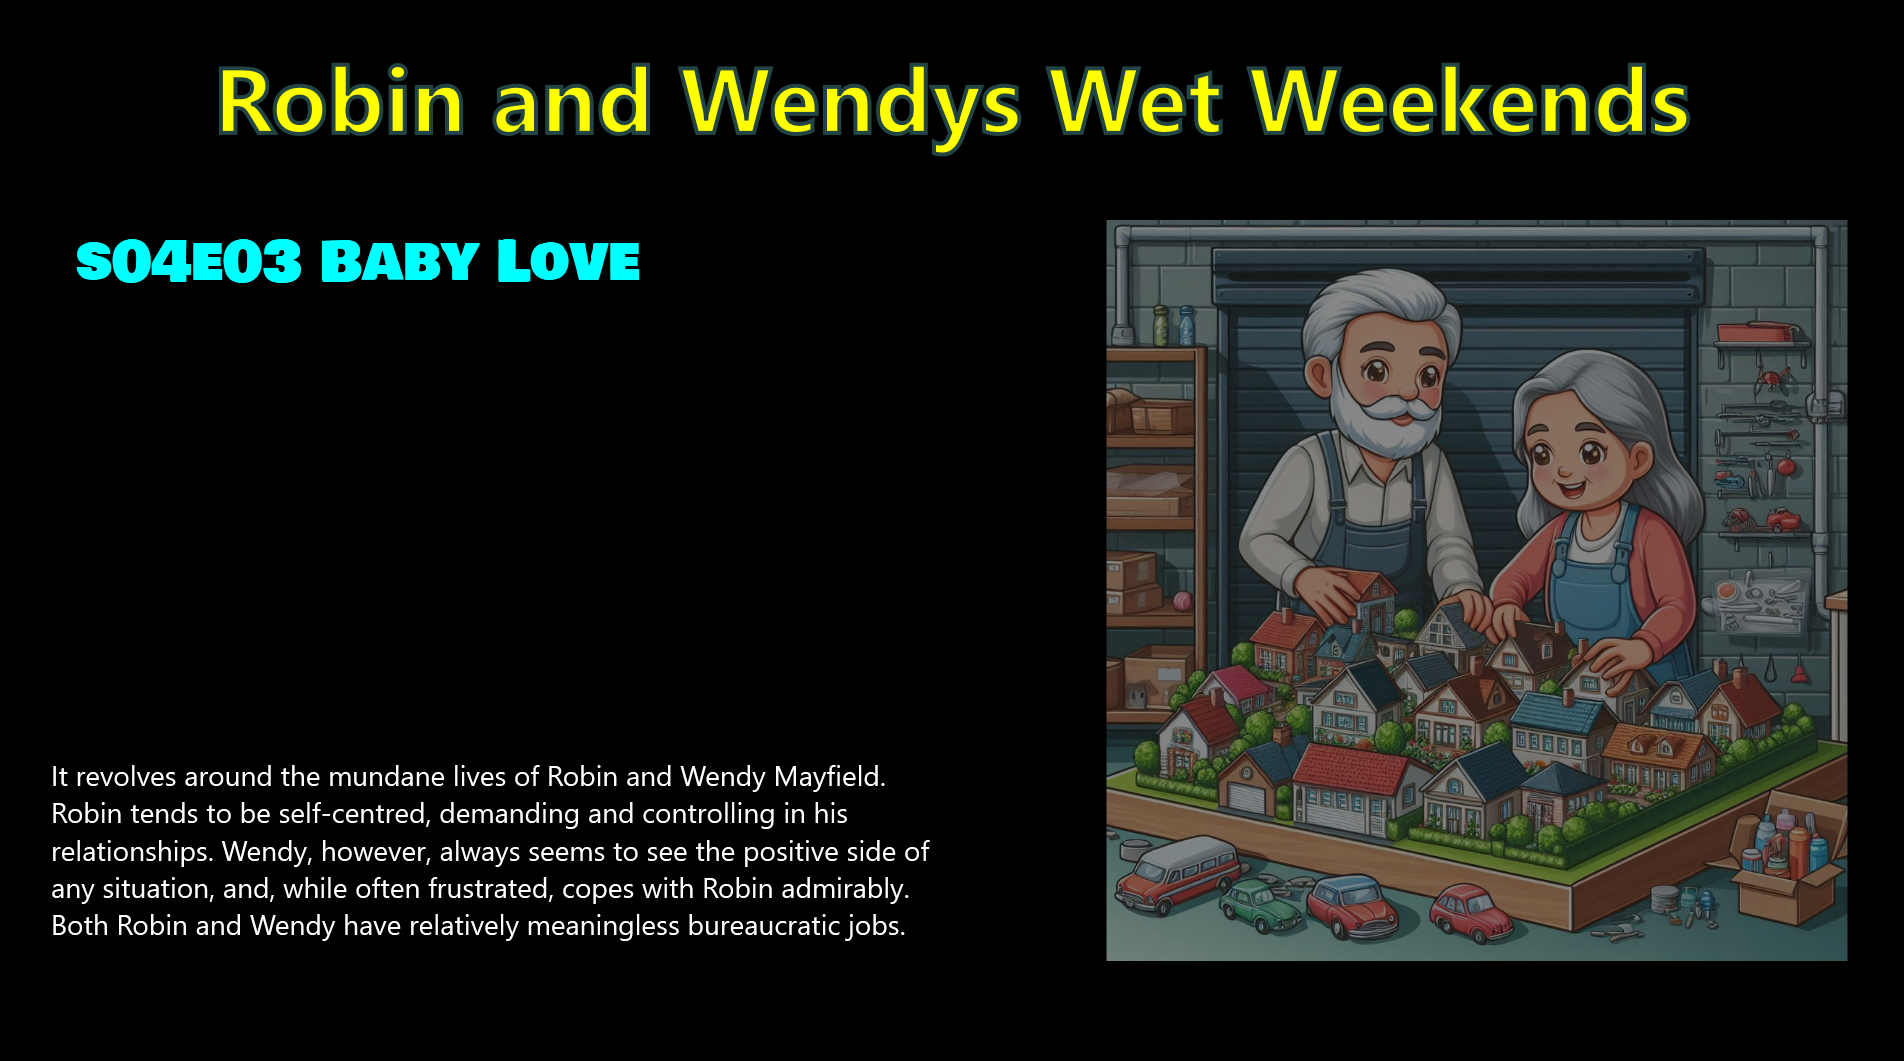 Robin and Wendys Wet Weekends
S04E03 Baby Love
It revolves around the mundane lives of Robin and Wendy Mayfield.
Robin tends to be self-centred, demanding and controlling in his
relationships. Wendy, however, always seems to see the positive side of
any situation, and, while often frustrated, copes with Robin admirably.
Both Robin and Wendy have relatively meaningless bureaucratic jobs.